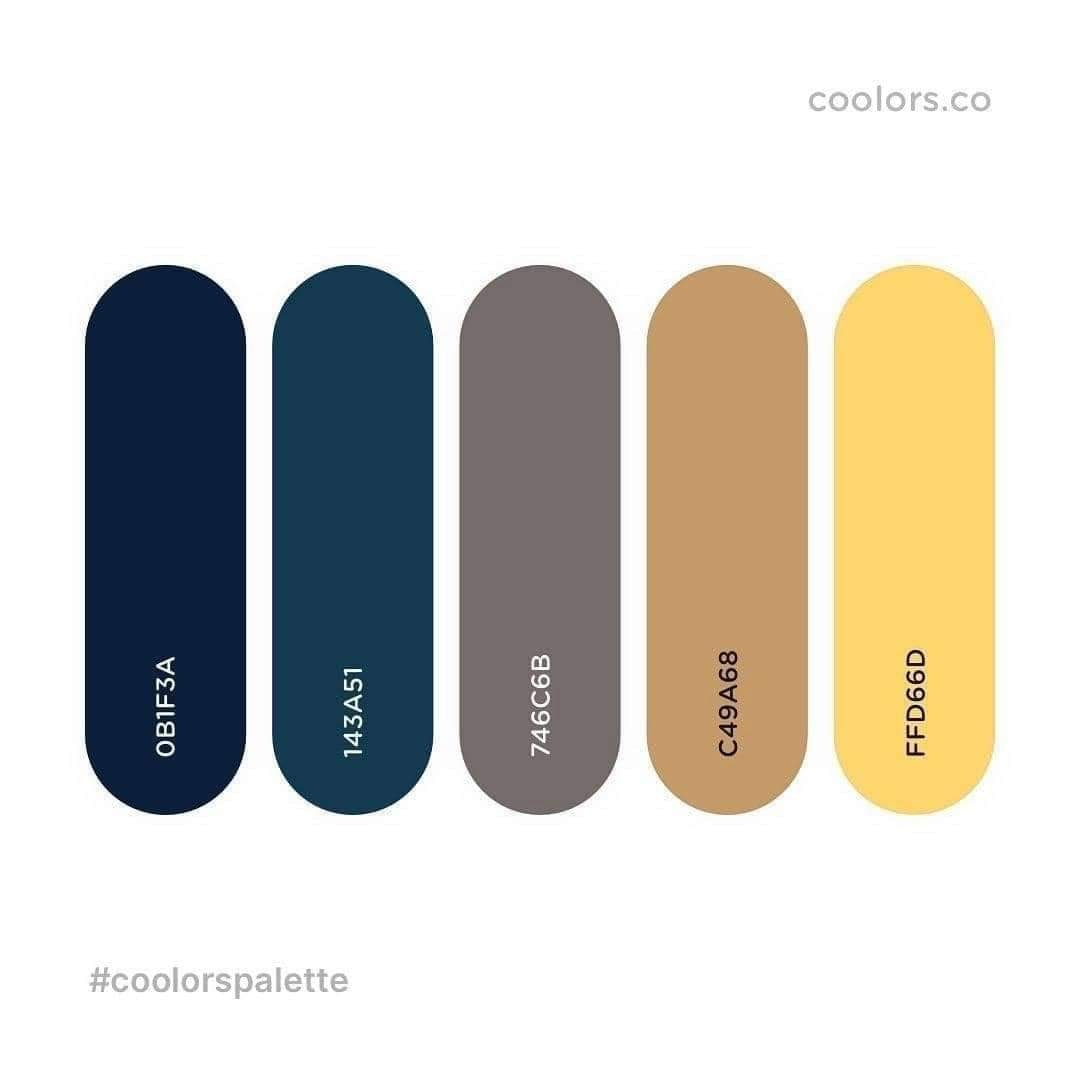 coolors.co
0B1F3A
143A51
746C6B
C49A68
FFD66D
#coolorspalette